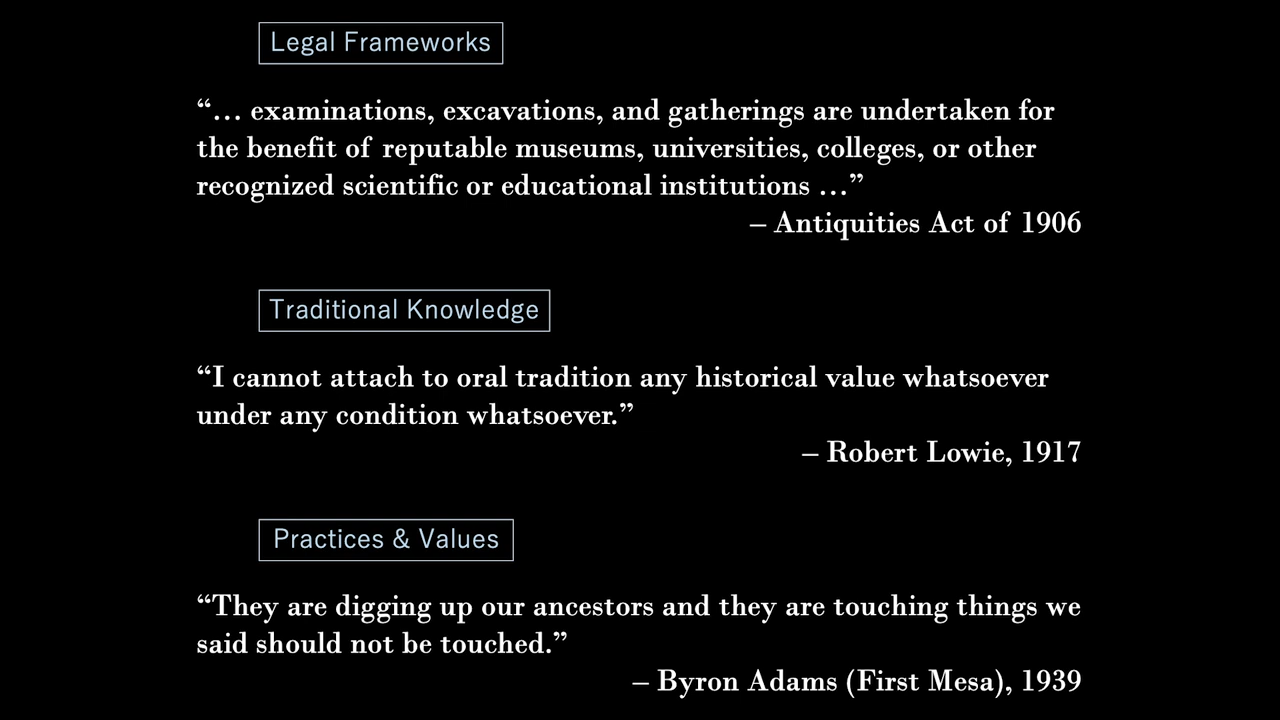 Legal Frameworks
“… examinations, excavations, and gatherings are undertaken for
the benefit of reputable museums, universities, colleges, or other
recognized scientific or educational institutions …”
– Antiquities Act of 1906
Traditional Knowledge
“I cannot attach to oral tradition any historical value whatsoever
under any condition whatsoever.”
– Robert Lowie, 1917
Practices & Values
“They are digging up our ancestors and they are touching things we
said should not be touched.”
– Byron Adams (First Mesa), 1939